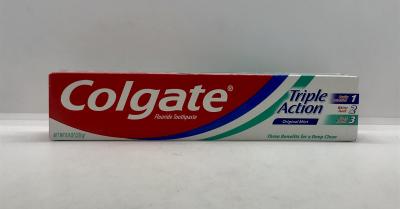 Colgate®
Fluoride Toothpaste
Triple
Action
Original Mint
1
2
3
Three Benefits for a Deep Clean